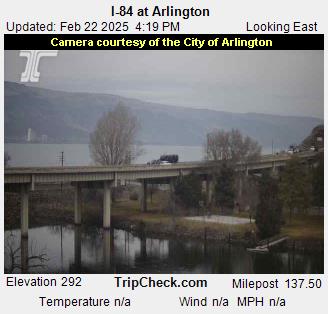 I-84 at Arlington
Updated: Feb 22 2025 4:19 PM Looking East
Camera courtesy of the City of Arlington
Elevation 292 TripCheck.com Milepost 137.50
Temperature n/a Wind n/a MPH n/a